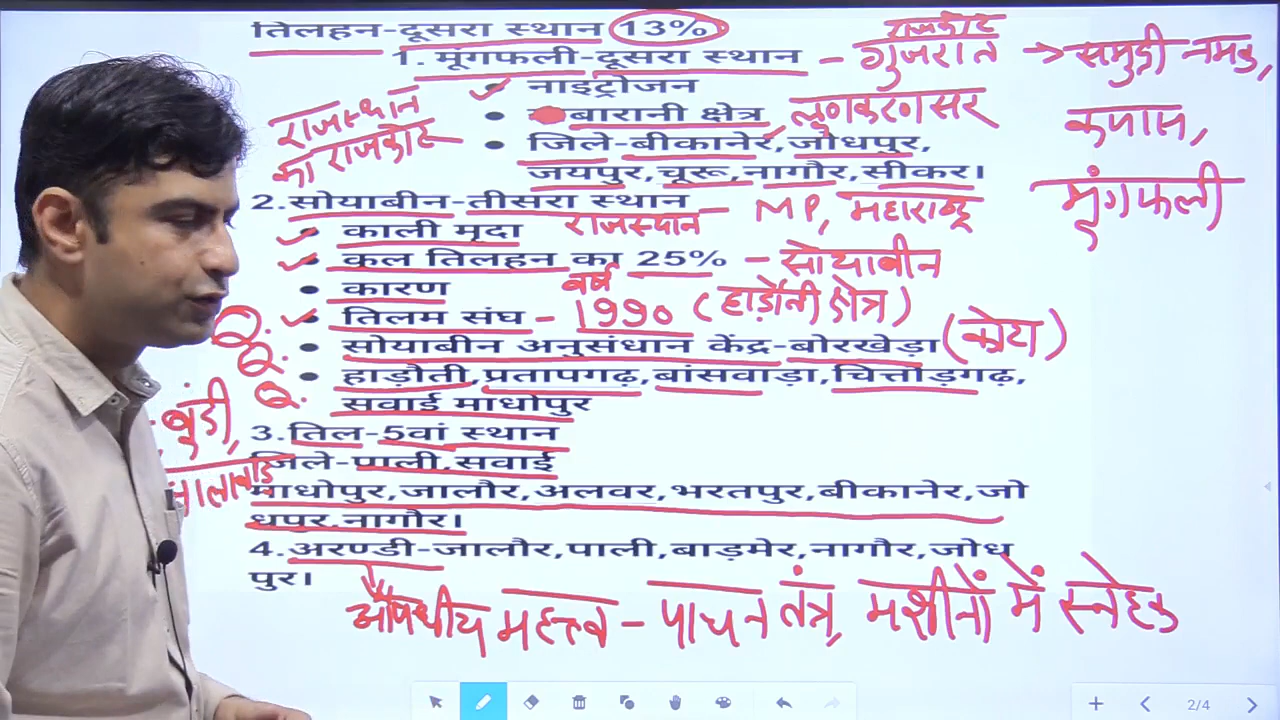 तिलहन-दूसरा स्थान 13%
राजकोट
1. मूंगफली-दूसरा स्थान - गुजरात → समुद्री नमक,
नाइट्रोजन
राजस्थान
का राजकोट
बारानी क्षेत्र, लूणकरणसर
कपास,
जिले-बीकानेर,जोधपुर,
जयपुर,चूरू,नागौर,सीकर।
मूंगफली
2.सोयाबीन-तीसरा स्थान - MP, महाराष्ट्र
काली मृदा राजस्थान
कुल तिलहन का 25% - सोयाबीन
कारण वर्ष
तिलम संघ - 1990 (हाड़ौती क्षेत्र)
सोयाबीन अनुसंधान केंद्र-बोरखेड़ा (कोटा)
हाड़ौती,प्रतापगढ़,बांसवाड़ा,चित्तौड़गढ़,
सवाई माधोपुर
बूंदी,
3.तिल-5वां स्थान
जिले-पाली,सवाई
माधोपुर,जालौर,अलवर,भरतपुर,बीकानेर,जो
धपुर,नागौर।
4.अरण्डी-जालौर,पाली,बाड़मेर,नागौर,जोध
पुर।
औषधीय महत्त्व - पाचन तंत्र, मशीनों में स्नेहक
2/4